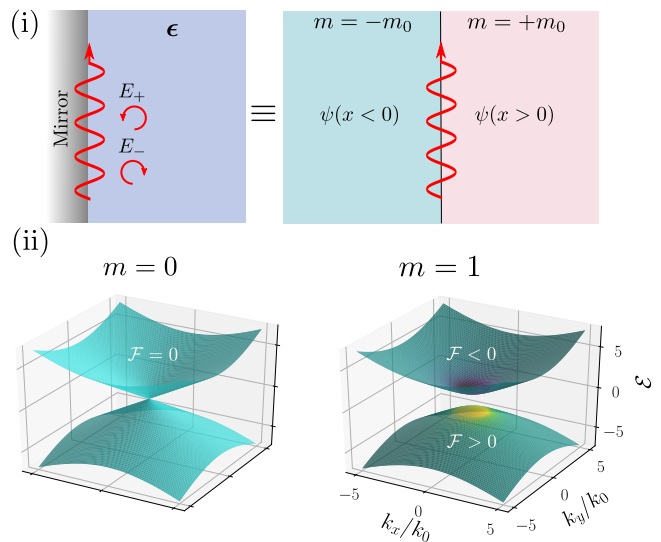 (i)
Mirror
ϵ
E₊
E₋
≡
m = −m₀
m = +m₀
ψ(x < 0)
ψ(x > 0)
(ii)
m = 0
m = 1
ℱ = 0
ℱ < 0
ℱ > 0
5
0
−5
ℰ
−5
0
5
kₓ/k₀
−5
0
5
k_y/k₀